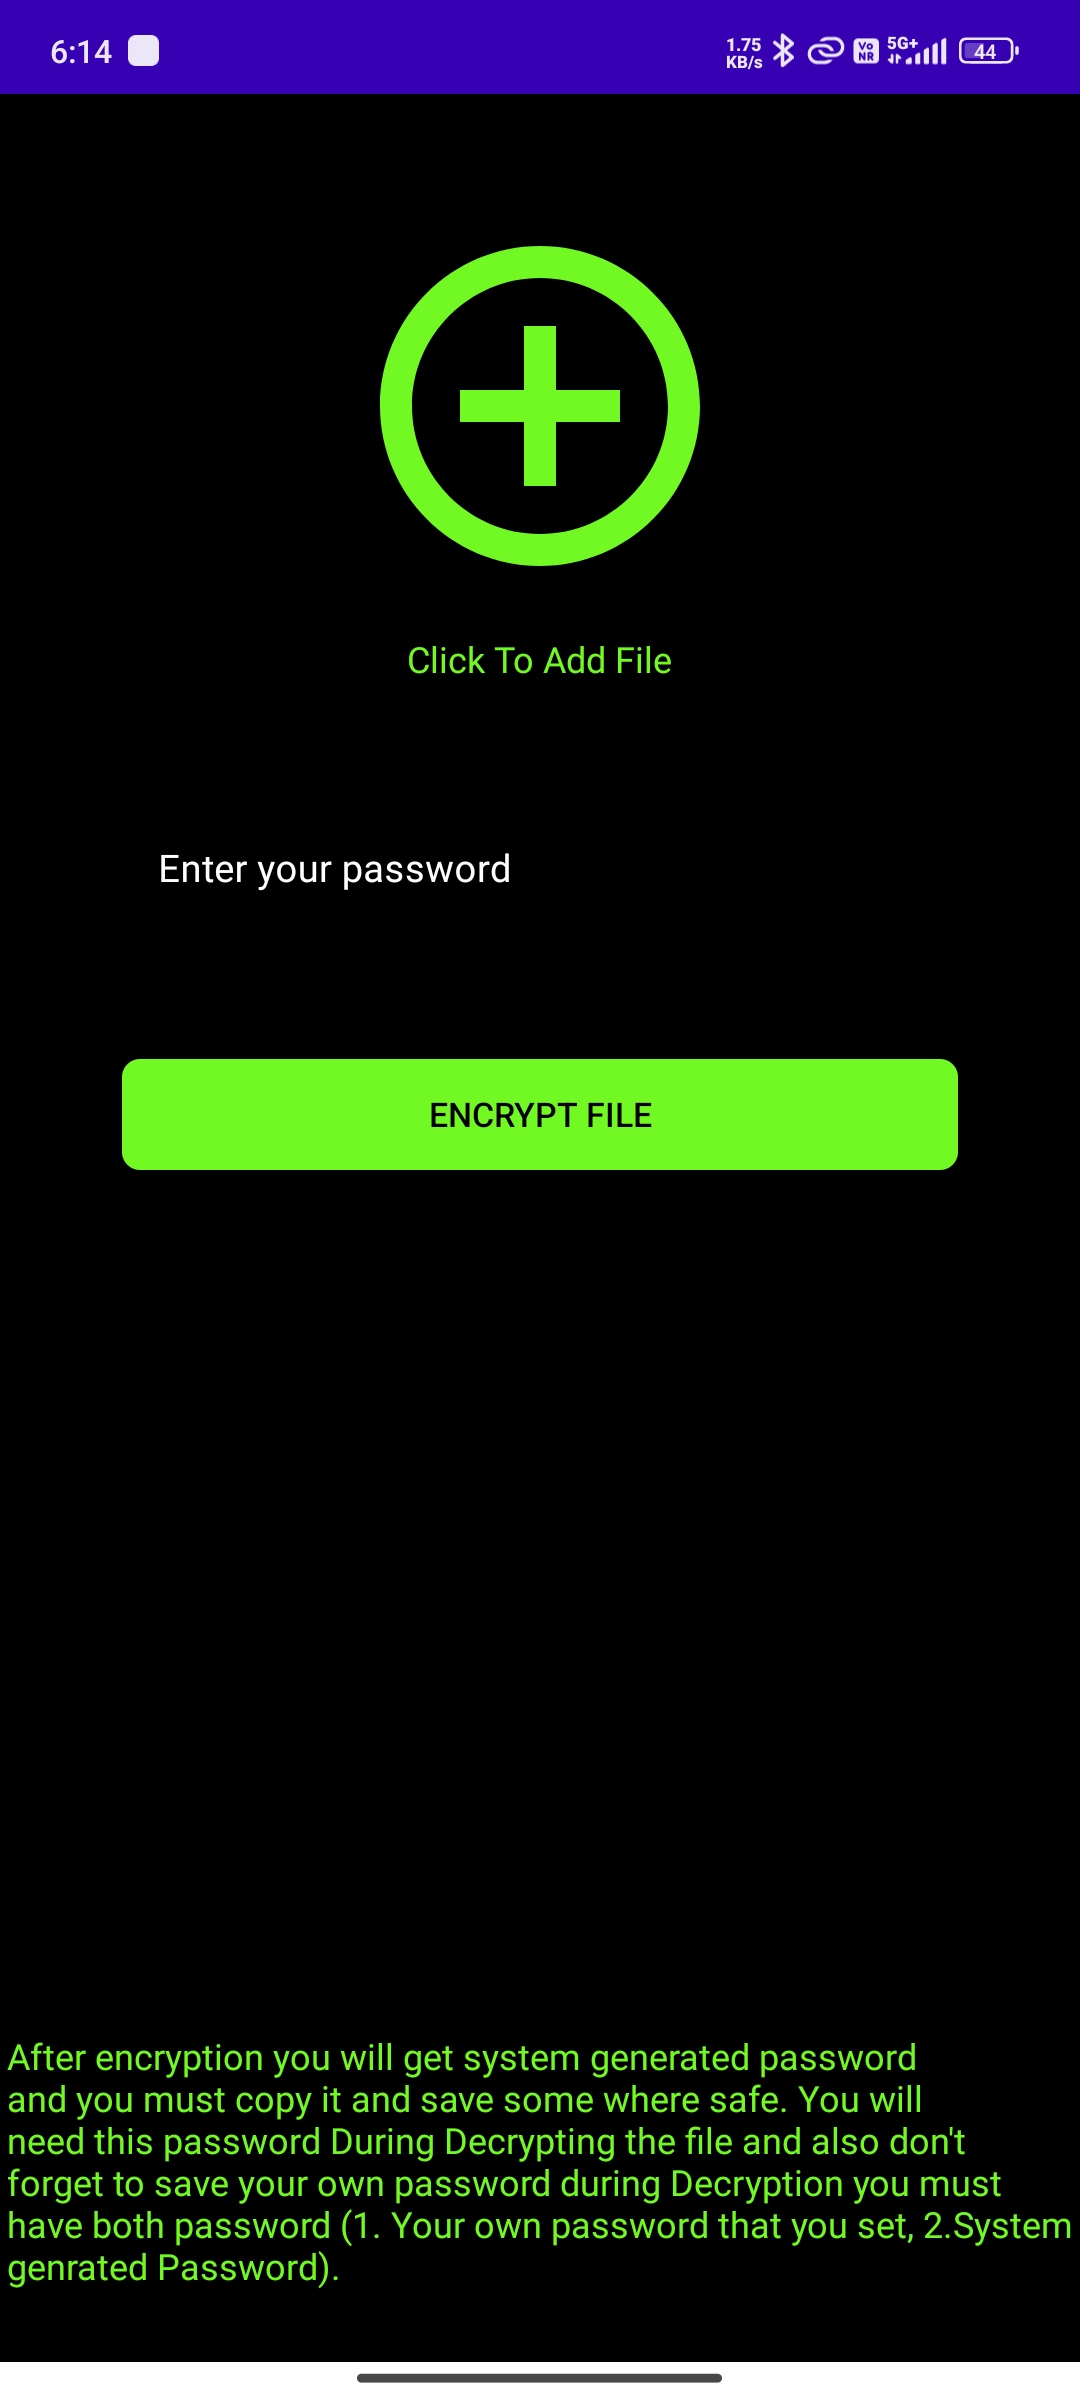 6:14
1.75
KB/s
Vo
NR
5G+
44
Click To Add File
Enter your password
ENCRYPT FILE
After encryption you will get system generated password
and you must copy it and save some where safe. You will
need this password During Decrypting the file and also don't
forget to save your own password during Decryption you must
have both password (1. Your own password that you set, 2.System
genrated Password).